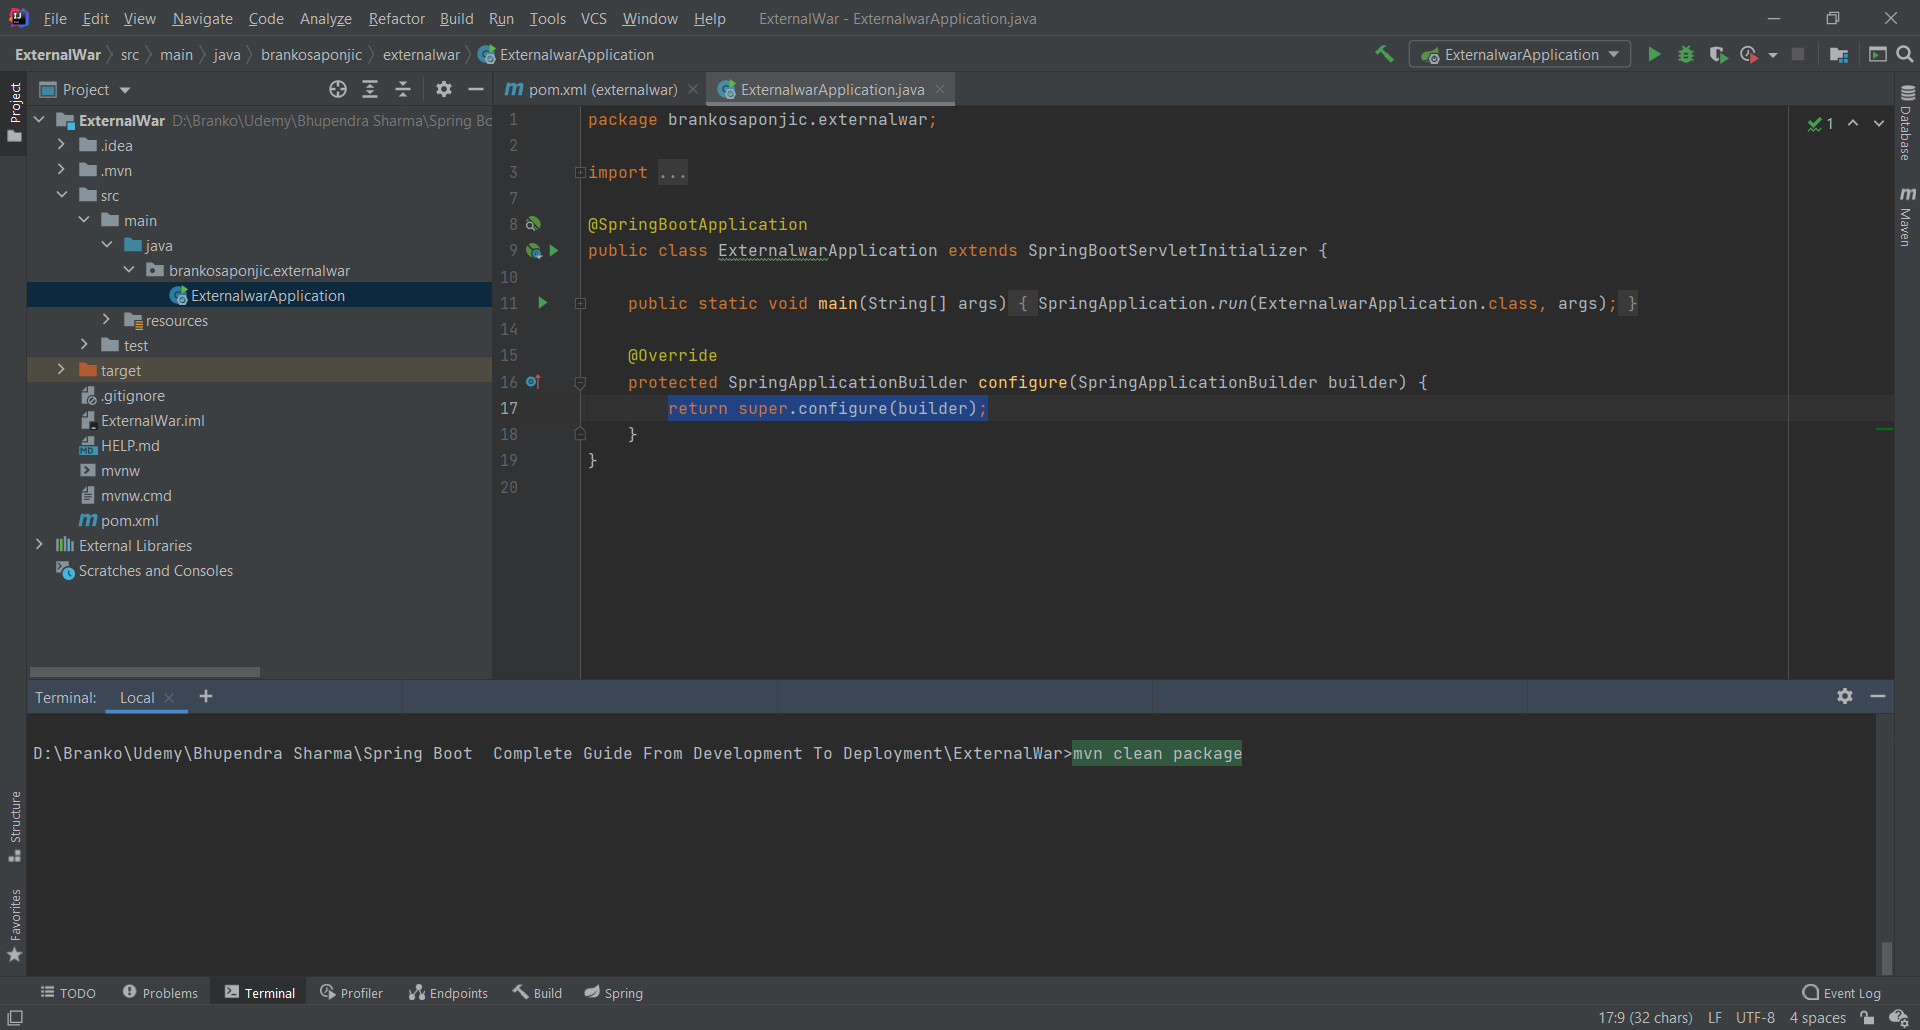 File Edit View Navigate Code Analyze Refactor Build Run Tools VCS Window Help ExternalWar - ExternalwarApplication.java
ExternalWar src main java brankosaponjic externalwar ExternalwarApplication ExternalwarApplication
Project
Project
pom.xml (externalwar) ExternalwarApplication.java
ExternalWar D:\Branko\Udemy\Bhupendra Sharma\Spring Bo
.idea
.mvn
src
main
java
brankosaponjic.externalwar
ExternalwarApplication
resources
test
target
.gitignore
ExternalWar.iml
HELP.md
mvnw
mvnw.cmd
pom.xml
External Libraries
Scratches and Consoles
1 package brankosaponjic.externalwar;
2
3 import ...
7
8 @SpringBootApplication
9 public class ExternalwarApplication extends SpringBootServletInitializer {
10
11 public static void main(String[] args) { SpringApplication.run(ExternalwarApplication.class, args); }
14
15 @Override
16 protected SpringApplicationBuilder configure(SpringApplicationBuilder builder) {
17 return super.configure(builder);
18 }
19 }
20
1
Database
Maven
Terminal: Local
D:\Branko\Udemy\Bhupendra Sharma\Spring Boot  Complete Guide From Development To Deployment\ExternalWar>mvn clean package
Structure
Favorites
TODO Problems Terminal Profiler Endpoints Build Spring Event Log
17:9 (32 chars) LF UTF-8 4 spaces